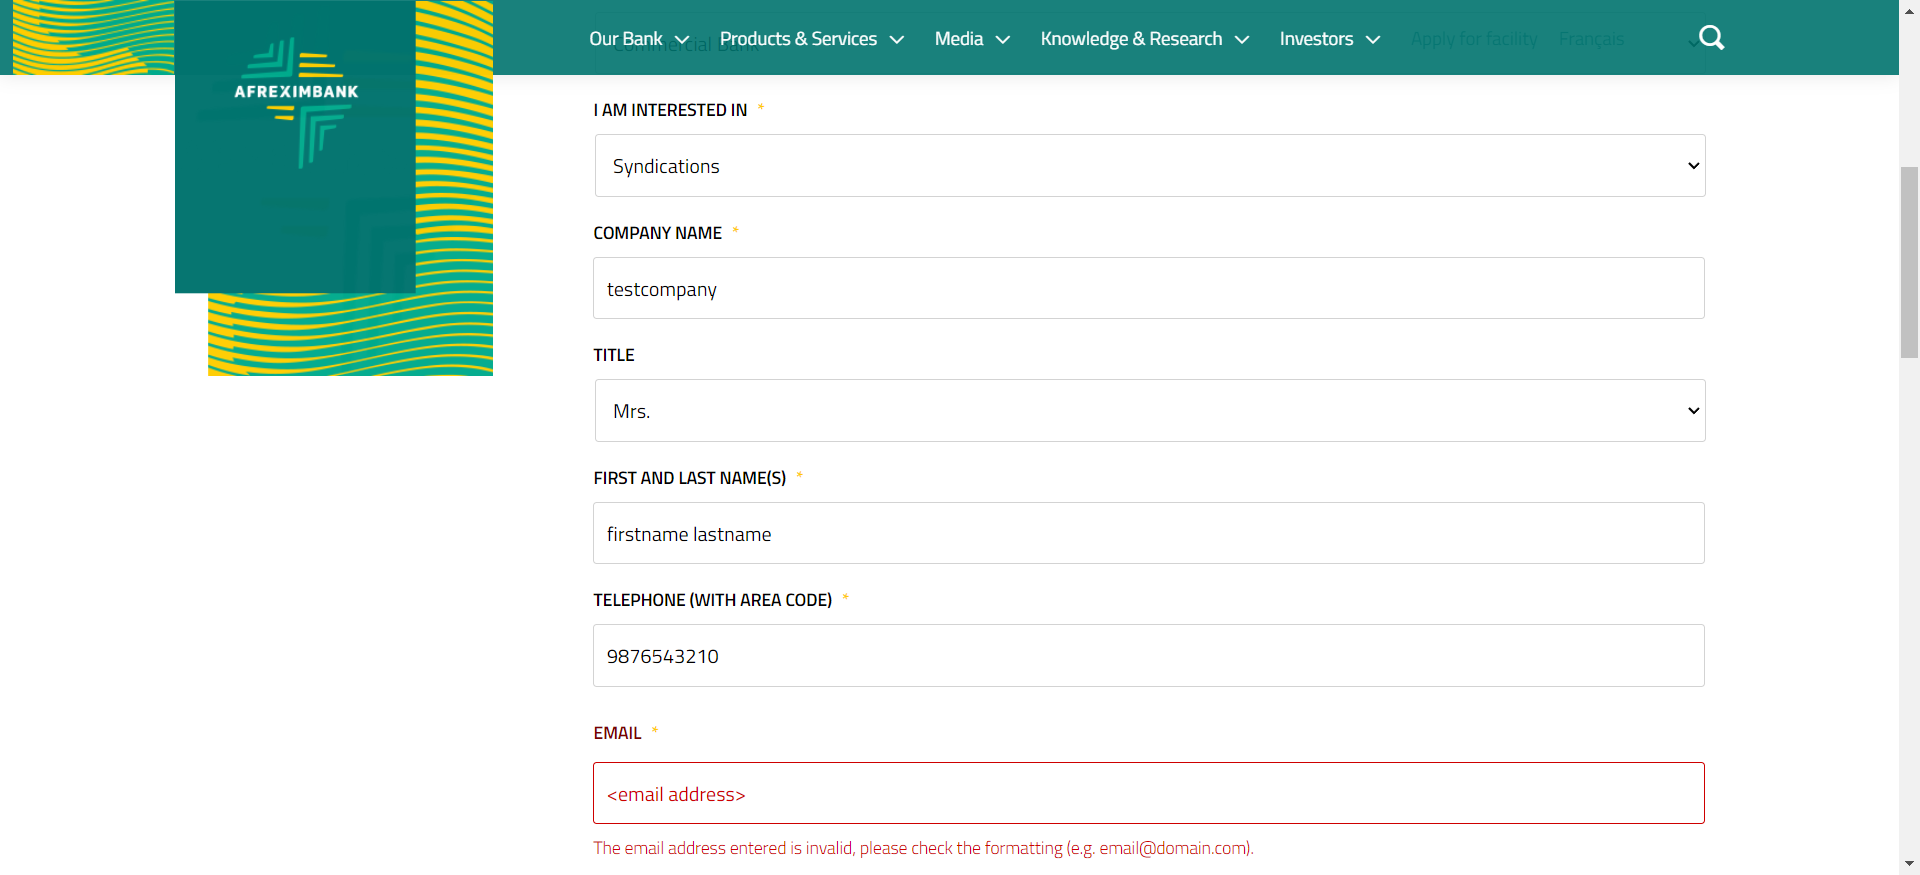 Our Bank Products & Services Media Knowledge & Research Investors Apply for facility Français
Commercial Bank
AFREXIMBANK
I AM INTERESTED IN *
Syndications
COMPANY NAME *
testcompany
TITLE
Mrs.
FIRST AND LAST NAME(S) *
firstname lastname
TELEPHONE (WITH AREA CODE) *
9876543210
EMAIL *
<email address>
The email address entered is invalid, please check the formatting (e.g. email@domain.com).